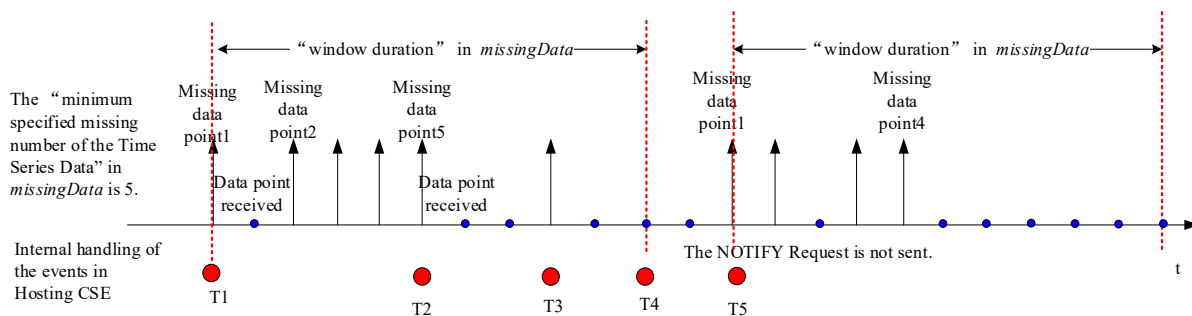 “window duration” in missingData
“window duration” in missingData
The “minimum
specified missing
number of the Time
Series Data” in
missingData is 5.
Missing
data
point1
Missing
data
point2
Missing
data
point5
Missing
data
point1
Missing
data
point4
Data point
received
Data point
received
Internal handling of
the events in
Hosting CSE
The NOTIFY Request is not sent.
t
T1
T2
T3
T4
T5